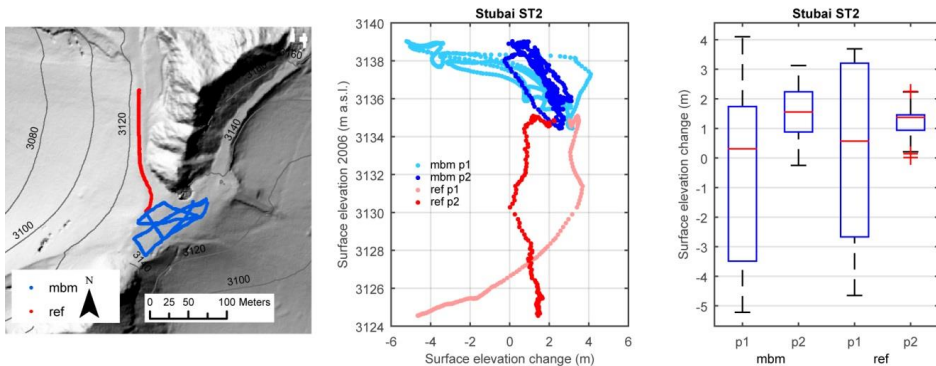 3160
3140
3120
3080
3100
3120
3100
mbm
ref
N
0 25 50 100 Meters
Stubai ST2
Surface elevation 2006 (m a.s.l.)
3140
3138
3136
3134
3132
3130
3128
3126
3124
mbm p1
mbm p2
ref p1
ref p2
-6 -4 -2 0 2 4 6
Surface elevation change (m)
Stubai ST2
Surface elevation change (m)
4
3
2
1
0
-1
-2
-3
-4
-5
p1 p2 p1 p2
mbm ref